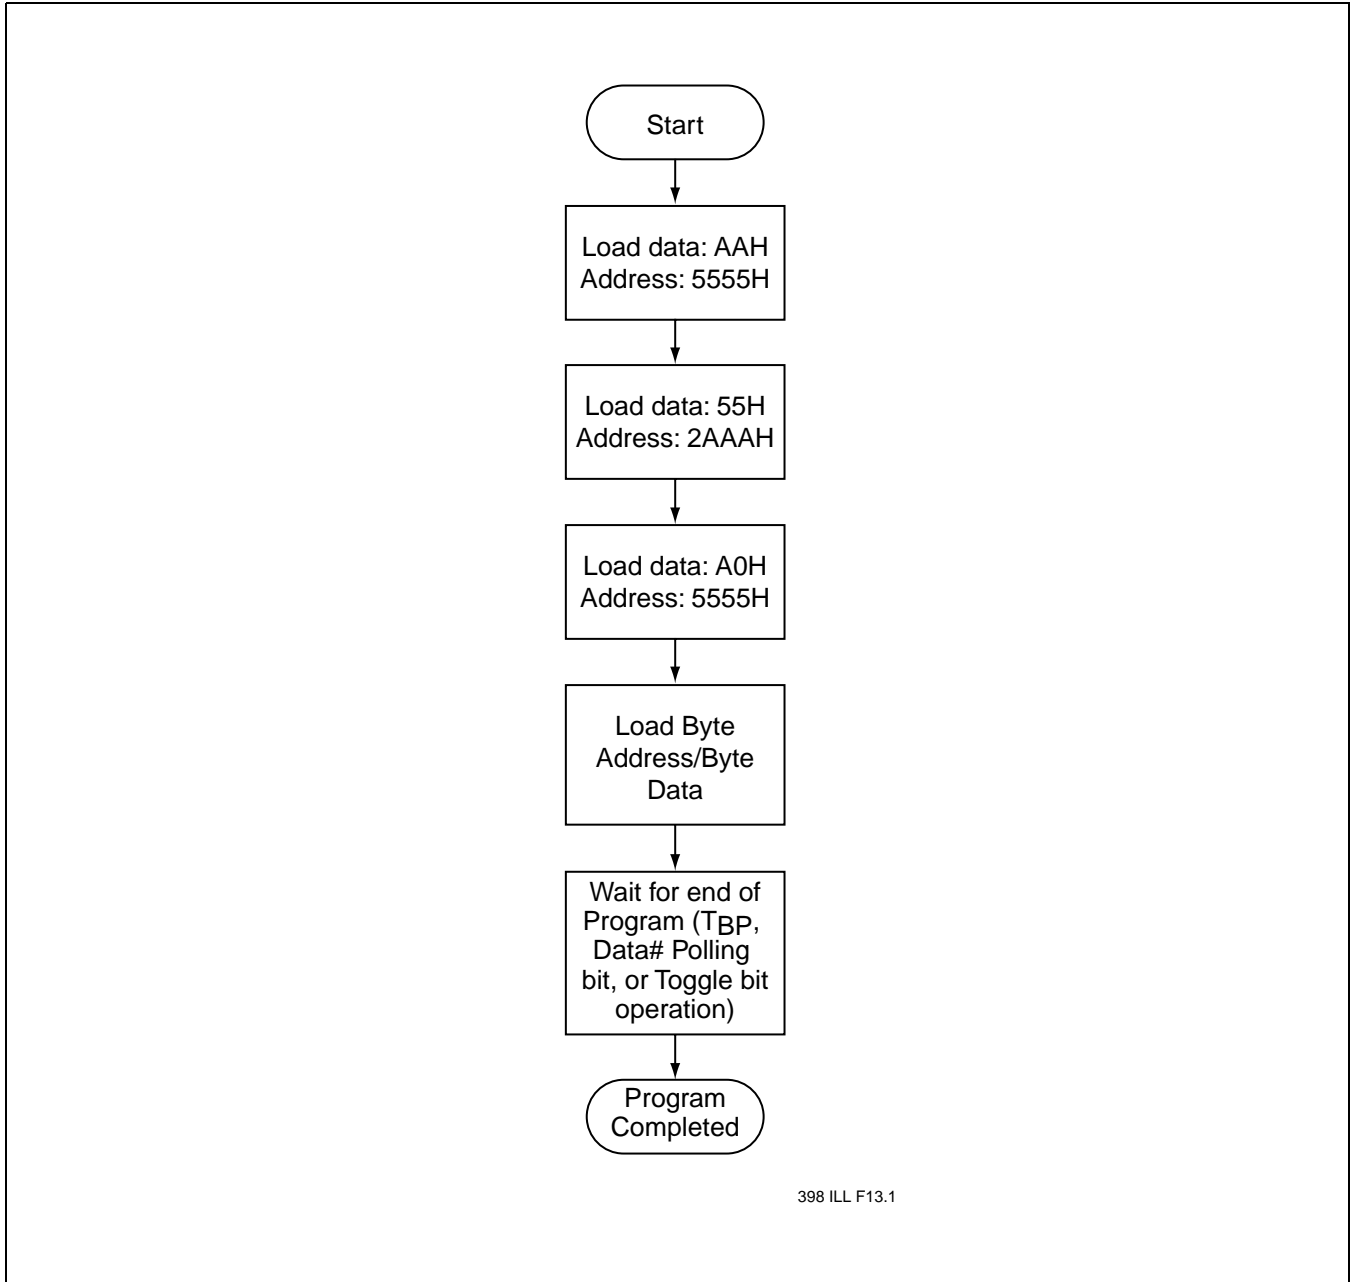 Start
Load data: AAH
Address: 5555H
Load data: 55H
Address: 2AAAH
Load data: A0H
Address: 5555H
Load Byte
Address/Byte
Data
Wait for end of
Program (TBP,
Data# Polling
bit, or Toggle bit
operation)
Program
Completed
398 ILL F13.1